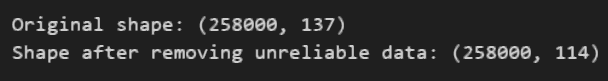 Original shape: (258000, 137)
Shape after removing unreliable data: (258000, 114)